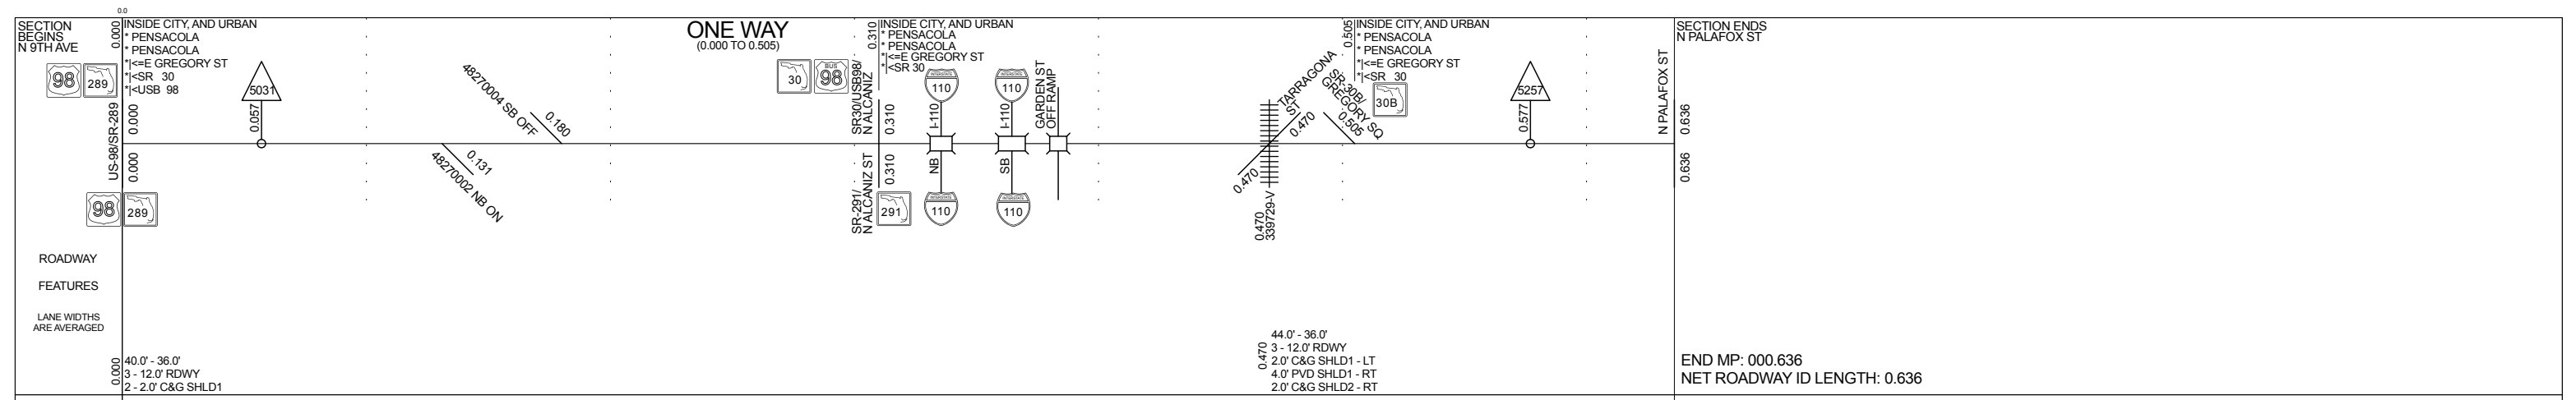 0.0
SECTION
BEGINS
N 9TH AVE
0.000
INSIDE CITY, AND URBAN
* PENSACOLA
* PENSACOLA
*|<=E GREGORY ST
*|<SR 30
*|<USB 98
98
289
US-98/SR-289
0.000
0.000
98
289
5031
0.057
48270004 SB OFF
0.180
0.131
48270002 NB ON
ONE WAY
(0.000 TO 0.505)
30
BUS
98
SR30/USB98/
N ALCANIZ
0.310
INSIDE CITY, AND URBAN
* PENSACOLA
* PENSACOLA
*|<=E GREGORY ST
*|<SR 30
0.310
0.310
SR-291/
N ALCANIZ ST
291
INTERSTATE
110
I-110
NB
INTERSTATE
110
INTERSTATE
110
I-110
SB
INTERSTATE
110
GARDEN ST
OFF RAMP
TARRAGONA
ST
0.470
0.470
0.470
339729-V
SR-30B/
GREGORY SQ
0.505
0.505
INSIDE CITY, AND URBAN
* PENSACOLA
* PENSACOLA
*|<=E GREGORY ST
*|<SR 30
30B
5257
0.577
N PALAFOX ST
0.636
0.636
SECTION ENDS
N PALAFOX ST
ROADWAY
FEATURES
LANE WIDTHS
ARE AVERAGED
0.000
40.0' - 36.0'
3 - 12.0' RDWY
2 - 2.0' C&G SHLD1
0.470
44.0' - 36.0'
3 - 12.0' RDWY
2.0' C&G SHLD1 - LT
4.0' PVD SHLD1 - RT
2.0' C&G SHLD2 - RT
END MP: 000.636
NET ROADWAY ID LENGTH: 0.636